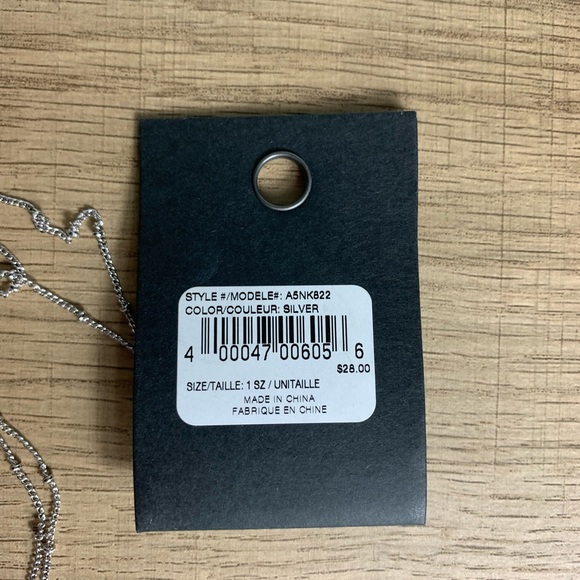 STYLE #/MODELE#: A5NK822
COLOR/COULEUR: SILVER
4 00047 00605 6
$28.00
SIZE/TAILLE: 1 SZ / UNITAILLE
MADE IN CHINA
FABRIQUE EN CHINE